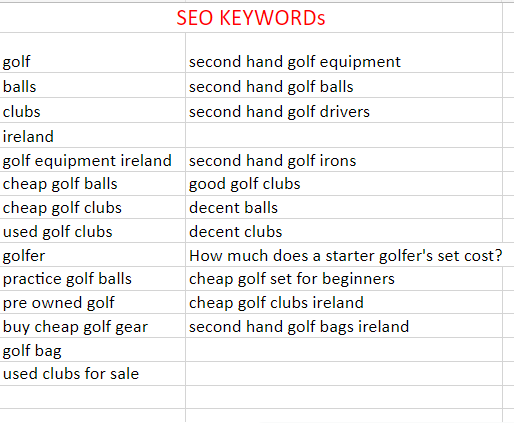 SEO KEYWORDs
golf second hand golf equipment
balls second hand golf balls
clubs second hand golf drivers
ireland
golf equipment ireland second hand golf irons
cheap golf balls good golf clubs
cheap golf clubs decent balls
used golf clubs decent clubs
golfer How much does a starter golfer's set cost?
practice golf balls cheap golf set for beginners
pre owned golf cheap golf clubs ireland
buy cheap golf gear second hand golf bags ireland
golf bag
used clubs for sale